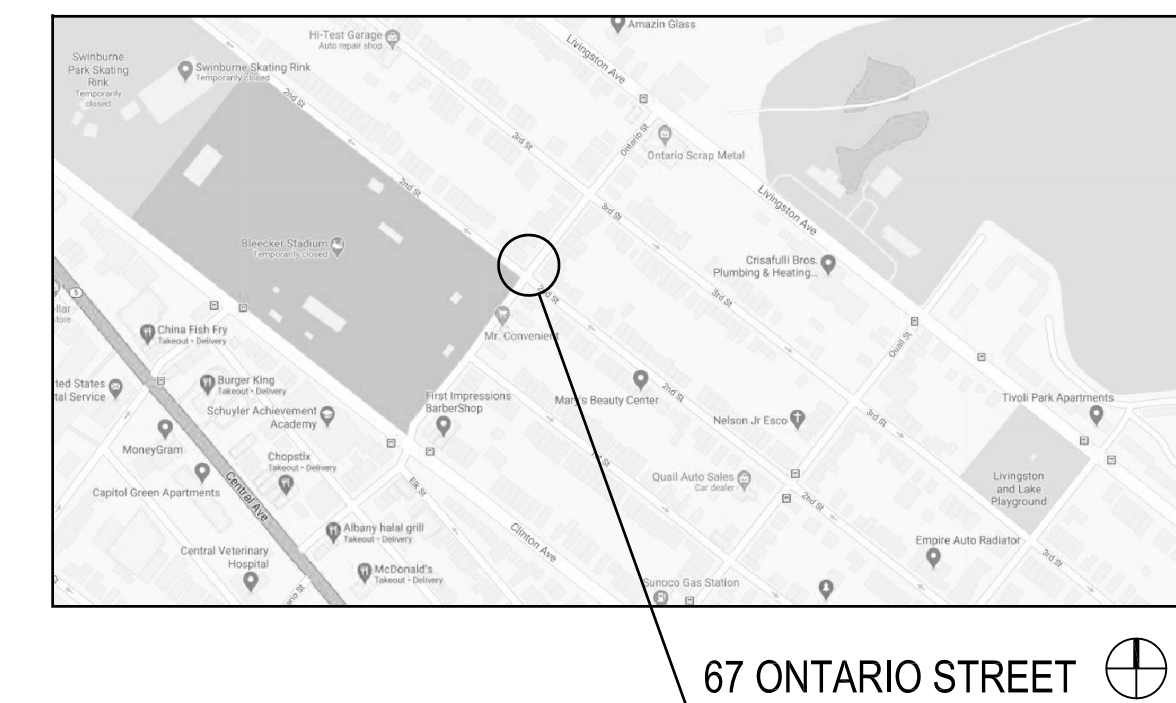 Amazin Glass
Hi-Test Garage
Auto repair shop
Livingston Ave
Swinburne
Park Skating
Rink
Temporarily
closed
Swinburne Skating Rink
Temporarily closed
2nd St
3rd St
Ontario St
Ontario Scrap Metal
2nd St
Livingston Ave
3rd St
Bleecker Stadium
Temporarily closed
Crisafulli Bros.
Plumbing & Heating...
5
2nd St
3rd St
Mr. Convenient
China Fish Fry
Takeout • Delivery
Quail St
Burger King
Takeout • Delivery
First Impressions
BarberShop
Mary's Beauty Center
2nd St
Tivoli Park Apartments
Schuyler Achievement
Academy
Nelson Jr Esco
3rd St
MoneyGram
Chopstix
Takeout • Delivery
Capitol Green Apartments
Central Ave
Elk St
Quail Auto Sales
Car dealer
2nd St
Livingston
and Lake
Playground
Albany halal grill
Takeout • Delivery
Clinton Ave
Empire Auto Radiator
3rd St
Central Veterinary
Hospital
McDonald's
Takeout • Delivery
Sunoco Gas Station
67 ONTARIO STREET